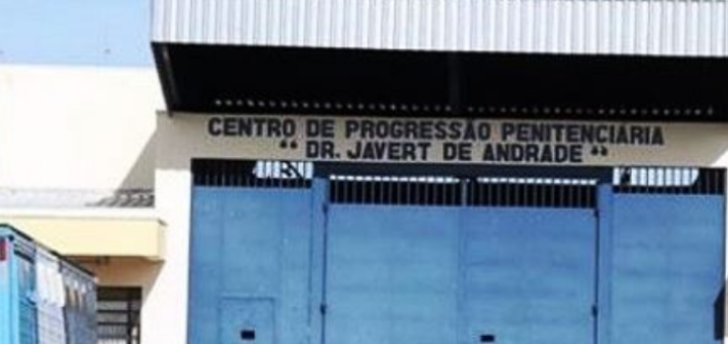 CENTRO DE PROGRESSÃO PENITENCIÁRIA
“ DR. JAVERT DE ANDRADE “